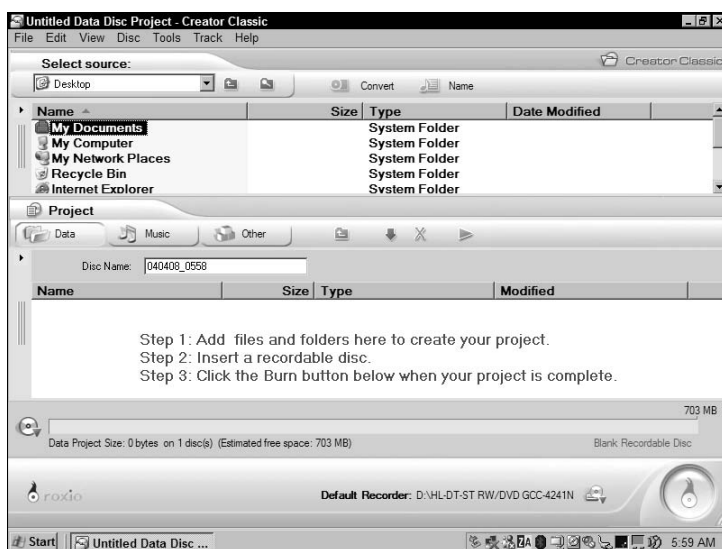 Untitled Data Disc Project - Creator Classic
File Edit View Disc Tools Track Help
Select source:
Creator Classic
Desktop
Convert
Name
Name Size Type Date Modified
My Documents System Folder
My Computer System Folder
My Network Places System Folder
Recycle Bin System Folder
Internet Explorer System Folder
Project
Data Music Other
Disc Name: 040408_0558
Name Size Type Modified
Step 1: Add files and folders here to create your project.
Step 2: Insert a recordable disc.
Step 3: Click the Burn button below when your project is complete.
703 MB
Data Project Size: 0 bytes on 1 disc(s) (Estimated free space: 703 MB) Blank Recordable Disc
roxio
Default Recorder: D:\HL-DT-ST RW/DVD GCC-4241N
Start Untitled Data Disc ... 5:59 AM